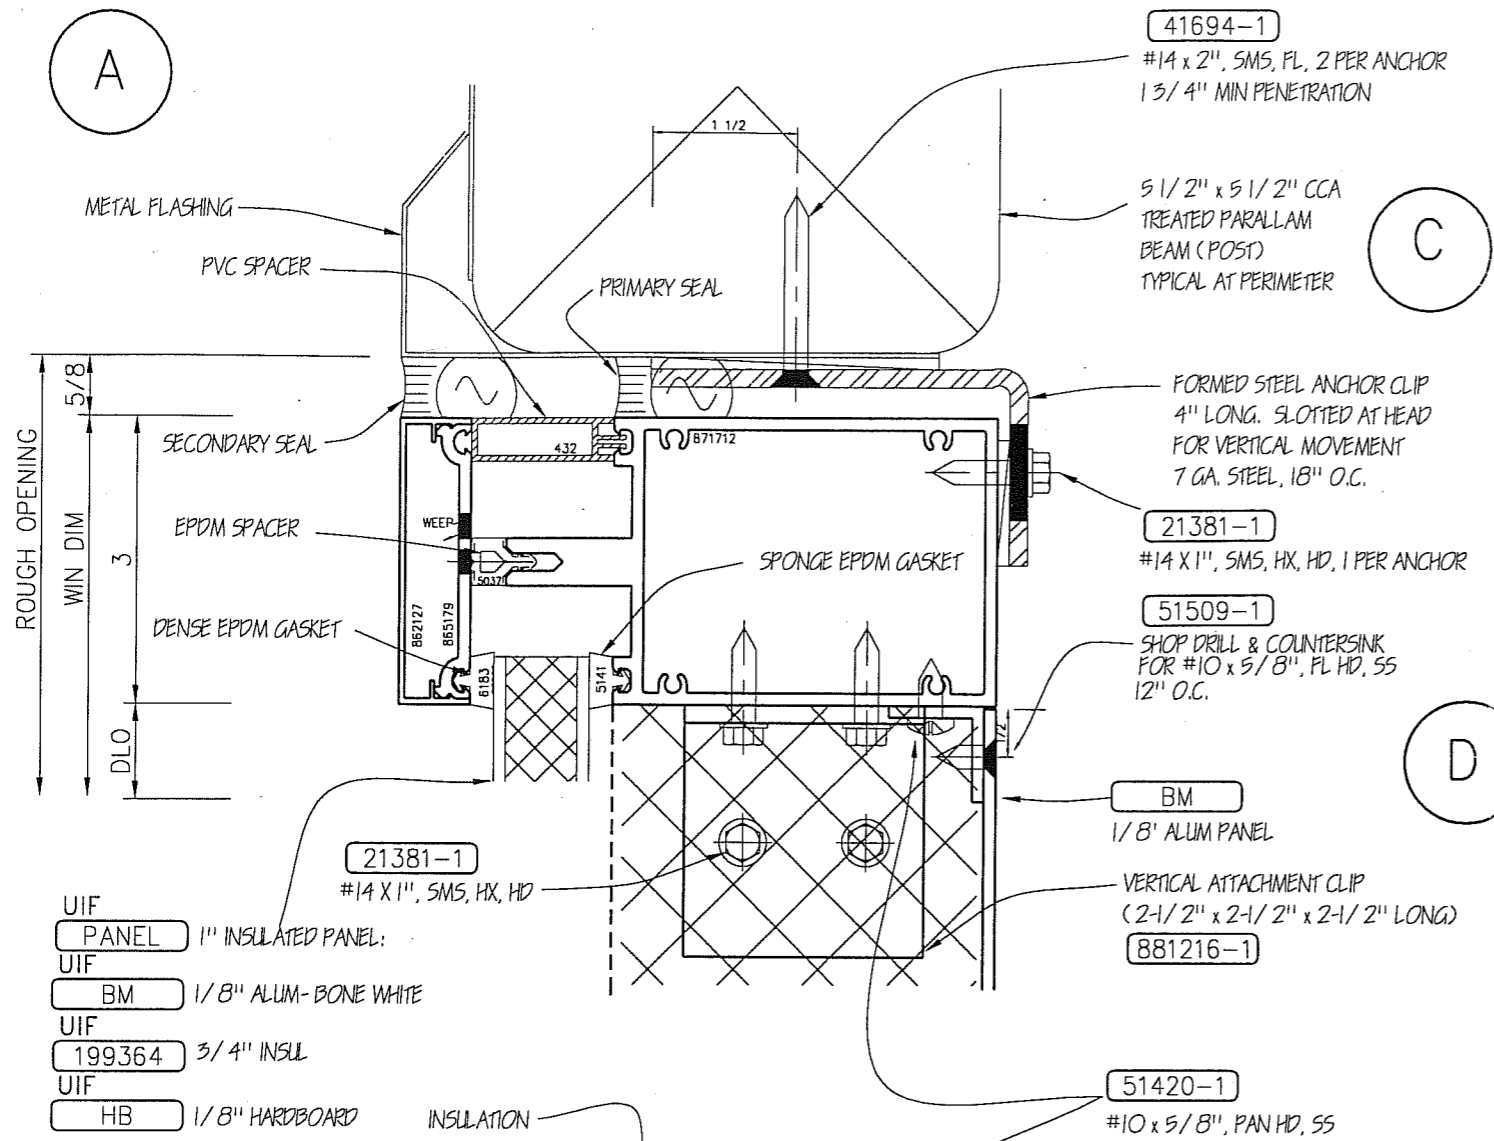 A
41694-1
#14 x 2", SMS, FL, 2 PER ANCHOR
1 3/4" MIN PENETRATION
1 1/2
METAL FLASHING
PVC SPACER
PRIMARY SEAL
5 1/2" x 5 1/2" CCA
TREATED PARALLAM
BEAM (POST)
TYPICAL AT PERIMETER
C
5/8
SECONDARY SEAL
432
871712
FORMED STEEL ANCHOR CLIP
4" LONG. SLOTTED AT HEAD
FOR VERTICAL MOVEMENT
7 GA. STEEL, 18" O.C.
ROUGH OPENING
WIN DIM
3
WEEP
EPDM SPACER
5037
SPONGE EPDM GASKET
21381-1
#14 X 1", SMS, HX, HD, 1 PER ANCHOR
862127
865179
DENSE EPDM GASKET
6183
5141
51509-1
SHOP DRILL & COUNTERSINK
FOR #10 x 5/8", FL HD, SS
12" O.C.
DLO
1/2
D
BM
1/8' ALUM PANEL
21381-1
#14 X 1", SMS, HX, HD
VERTICAL ATTACHMENT CLIP
(2-1/2" x 2-1/2" x 2-1/2" LONG)
881216-1
UIF
PANEL 1" INSULATED PANEL:
UIF
BM 1/8" ALUM-BONE WHITE
UIF
199364 3/4" INSUL
UIF
HB 1/8" HARDBOARD
INSULATION
51420-1
#10 x 5/8", PAN HD, SS